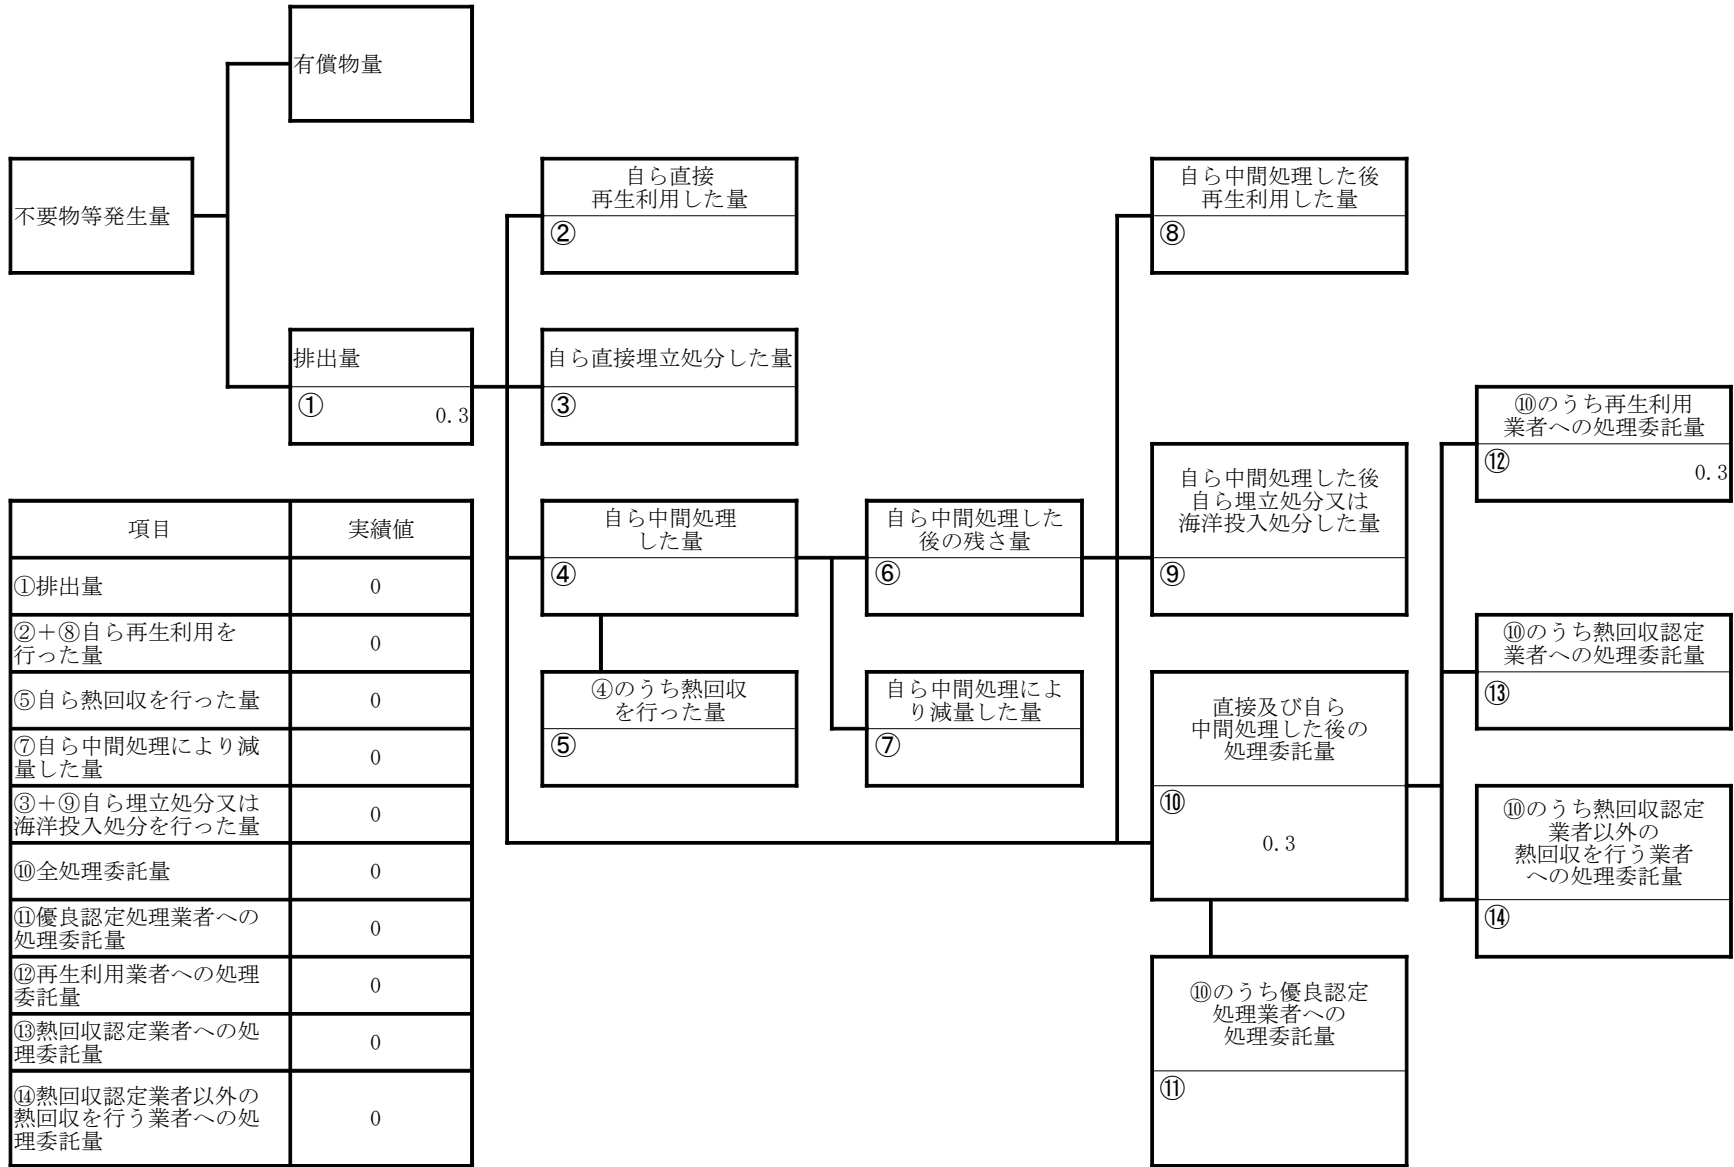 有償物量
不要物等発生量
自ら直接
再生利用した量
②
自ら中間処理した後
再生利用した量
⑧
排出量
①
0.3
自ら直接埋立処分した量
③
⑩のうち再生利用
業者への処理委託量
⑫
0.3
自ら中間処理
した量
④
自ら中間処理した
後の残さ量
⑥
自ら中間処理した後
自ら埋立処分又は
海洋投入処分した量
⑨
⑩のうち熱回収認定
業者への処理委託量
⑬
④のうち熱回収
を行った量
⑤
自ら中間処理によ
り減量した量
⑦
直接及び自ら
中間処理した後の
処理委託量
⑩
0.3
⑩のうち熱回収認定
業者以外の
熱回収を行う業者
への処理委託量
⑭
⑩のうち優良認定
処理業者への
処理委託量
⑪
項目 実績値
①排出量 0
②+⑧自ら再生利用を
行った量 0
⑤自ら熱回収を行った量 0
⑦自ら中間処理により減
量した量 0
③+⑨自ら埋立処分又は
海洋投入処分を行った量 0
⑩全処理委託量 0
⑪優良認定処理業者への
処理委託量 0
⑫再生利用業者への処理
委託量 0
⑬熱回収認定業者への処
理委託量 0
⑭熱回収認定業者以外の
熱回収を行う業者への処
理委託量 0